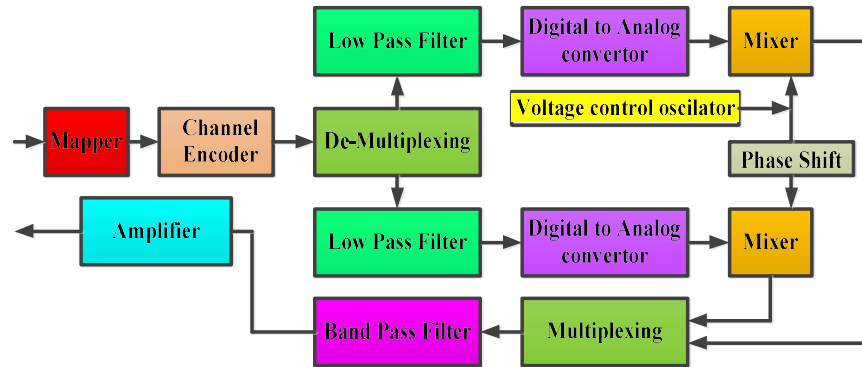 Low Pass Filter
Digital to Analog
convertor
Mixer
Voltage control oscilator
Mapper
Channel
Encoder
De-Multiplexing
Phase Shift
Amplifier
Low Pass Filter
Digital to Analog
convertor
Mixer
Band Pass Filter
Multiplexing